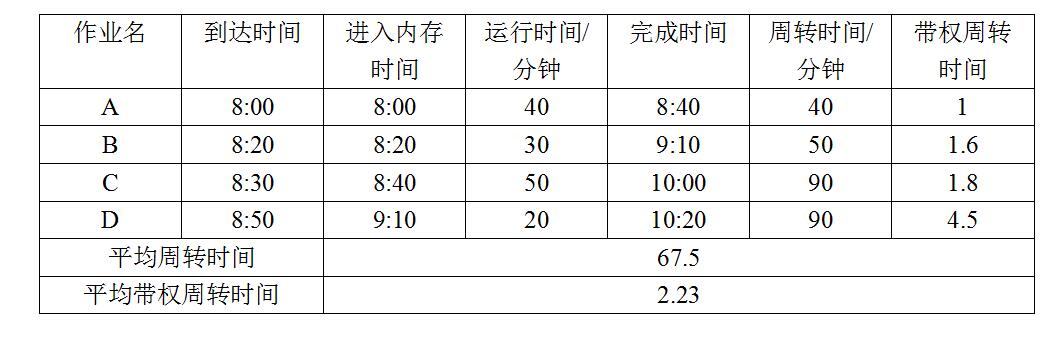 作业名 到达时间 进入内存时间 运行时间/分钟 完成时间 周转时间/分钟 带权周转时间
A 8:00 8:00 40 8:40 40 1
B 8:20 8:20 30 9:10 50 1.6
C 8:30 8:40 50 10:00 90 1.8
D 8:50 9:10 20 10:20 90 4.5
平均周转时间 67.5
平均带权周转时间 2.23